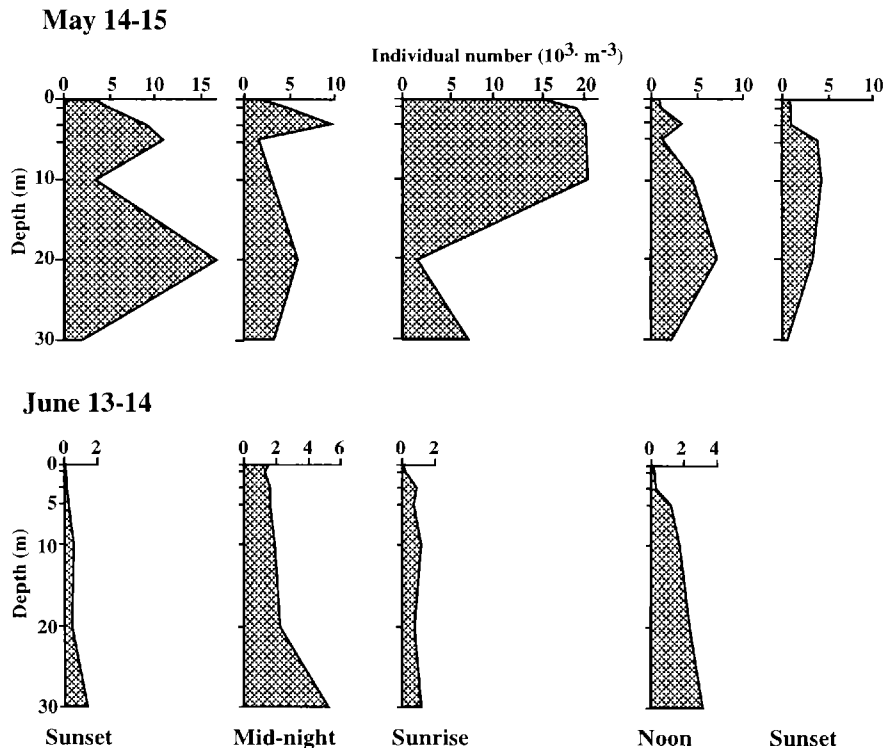 May 14-15
Individual number (10³· m⁻³)
0 5 10 15
0 5 10
0 5 10 15 20
0 5 10
0 5 10
Depth (m)
0
10
20
30
June 13-14
0 2
0 2 4 6
0 2
0 2 4
Depth (m)
0
5
10
20
30
Sunset Mid-night Sunrise Noon Sunset